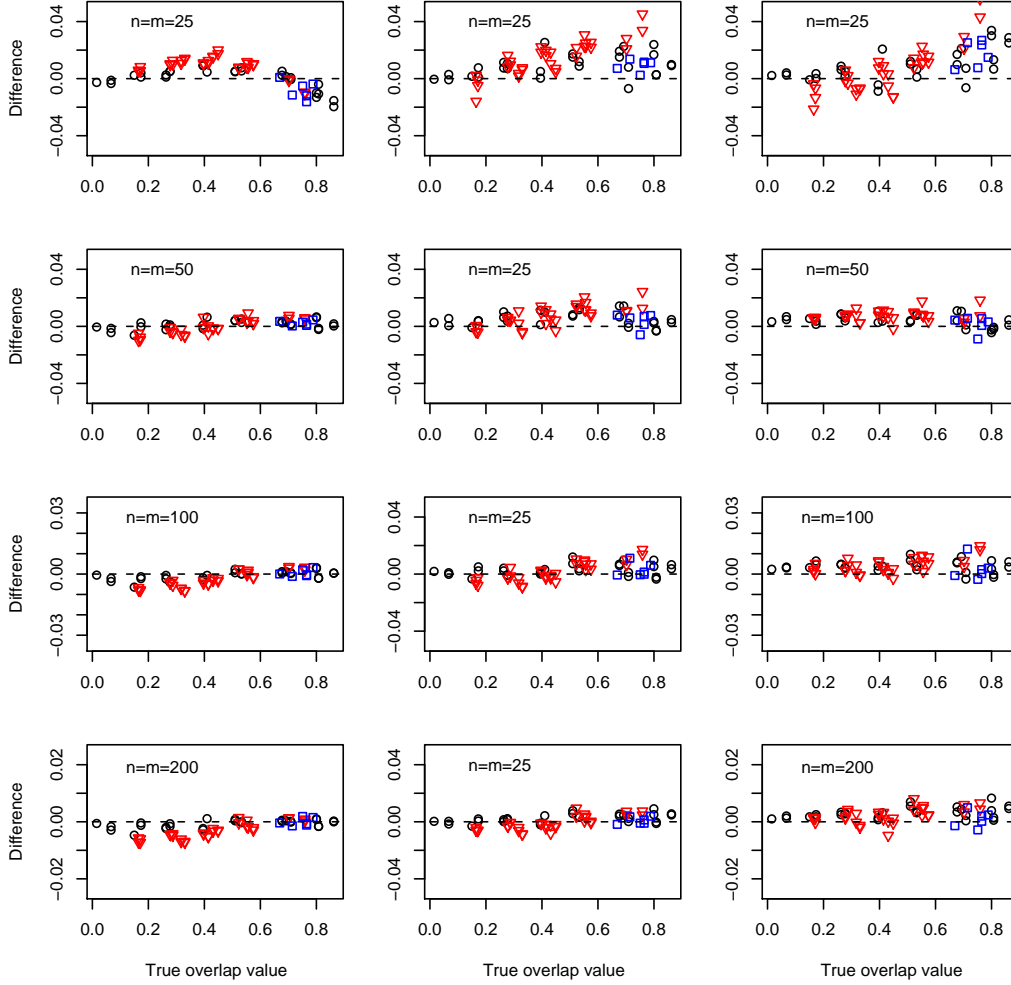 n=m=25 n=m=25 n=m=25
Difference
0.04 0.04 0.04
0.00 0.00 0.00
−0.04 −0.04 −0.04
0.0 0.2 0.4 0.6 0.8 0.0 0.2 0.4 0.6 0.8 0.0 0.2 0.4 0.6 0.8
n=m=50 n=m=25 n=m=50
Difference
0.04 0.04 0.04
0.00 0.00 0.00
−0.04 −0.04 −0.04
0.0 0.2 0.4 0.6 0.8 0.0 0.2 0.4 0.6 0.8 0.0 0.2 0.4 0.6 0.8
n=m=100 n=m=25 n=m=100
Difference
0.03 0.04 0.03
0.00 0.00 0.00
−0.03 −0.04 −0.03
0.0 0.2 0.4 0.6 0.8 0.0 0.2 0.4 0.6 0.8 0.0 0.2 0.4 0.6 0.8
n=m=200 n=m=25 n=m=200
Difference
0.02 0.04 0.02
0.00 0.00 0.00
−0.02 −0.04 −0.02
0.0 0.2 0.4 0.6 0.8 0.0 0.2 0.4 0.6 0.8 0.0 0.2 0.4 0.6 0.8
True overlap value True overlap value True overlap value